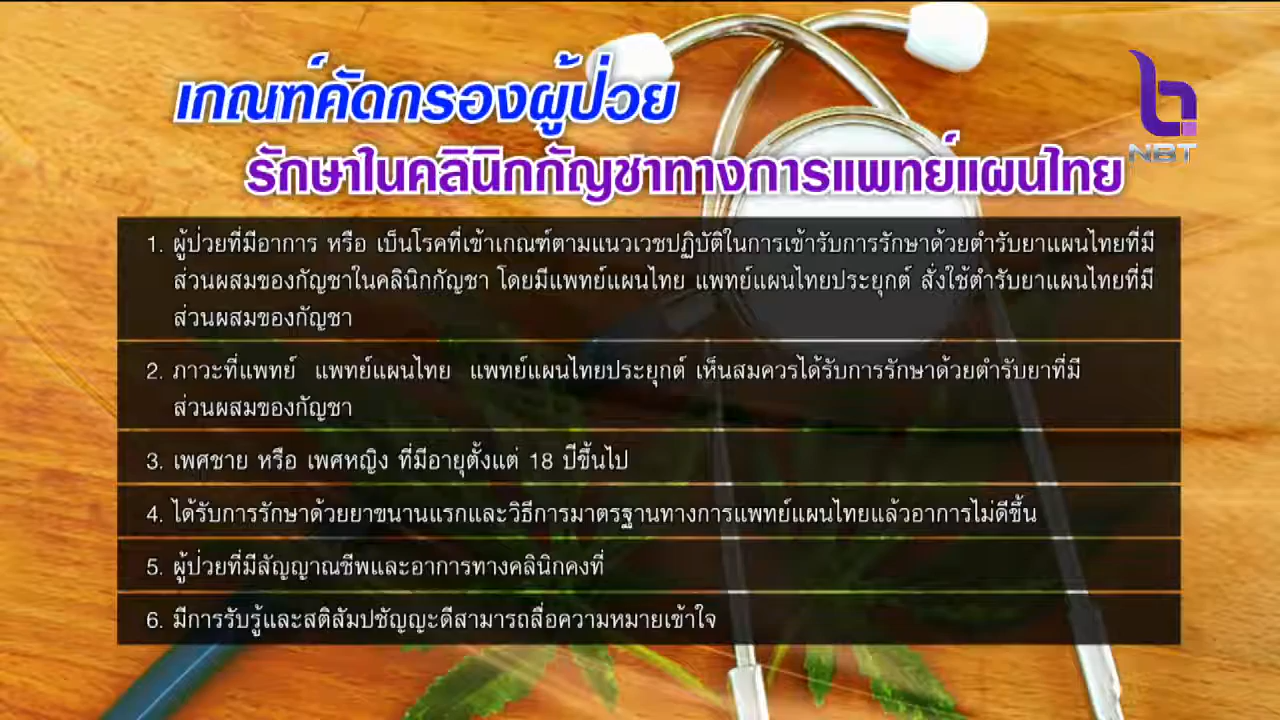 เกณฑ์คัดกรองผู้ป่วย
รักษาในคลินิกกัญชาทางการแพทย์แผนไทย
NBT
1. ผู้ป่วยที่มีอาการ หรือ เป็นโรคที่เข้าเกณฑ์ตามแนวเวชปฏิบัติในการเข้ารับการรักษาด้วยตำรับยาแผนไทยที่มี
ส่วนผสมของกัญชาในคลินิกกัญชา โดยมีแพทย์แผนไทย แพทย์แผนไทยประยุกต์ สั่งใช้ตำรับยาแผนไทยที่มี
ส่วนผสมของกัญชา
2. ภาวะที่แพทย์ แพทย์แผนไทย แพทย์แผนไทยประยุกต์ เห็นสมควรได้รับการรักษาด้วยตำรับยาที่มี
ส่วนผสมของกัญชา
3. เพศชาย หรือ เพศหญิง ที่มีอายุตั้งแต่ 18 ปีขึ้นไป
4. ได้รับการรักษาด้วยยาขนานแรกและวิธีการมาตรฐานทางการแพทย์แผนไทยแล้วอาการไม่ดีขึ้น
5. ผู้ป่วยที่มีสัญญาณชีพและอาการทางคลินิกคงที่
6. มีการรับรู้และสติสัมปชัญญะดีสามารถสื่อความหมายเข้าใจ